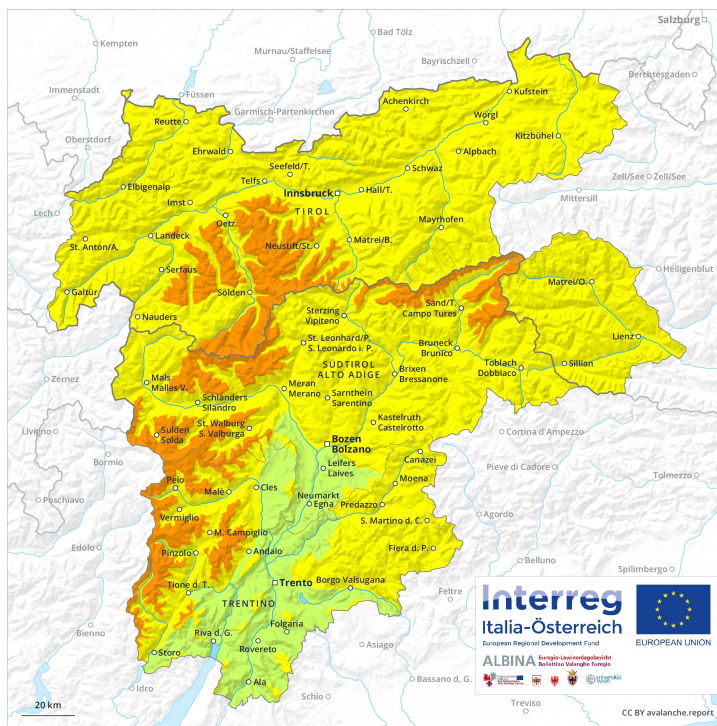 Salzburg
Bad Tölz
Kempten
Murnau/Staffelsee
Bayrischzell
Berchtesgaden
Immenstadt
Füssen
Garmisch-Partenkirchen
Achenkirch
Kufstein
Reutte
Wörgl
Kitzbühel
Oberstdorf
Ehrwald
Alpbach
Seefeld/T.
Schwaz
Zell/See
Zell/See
Elbigenalp
Telfs
Innsbruck
Hall/T.
Mittersill
Lech
Imst
TIROL
Mayrhofen
Oetz
Landeck
St. Anton/A.
Neustift/St.
Matrei/B.
Serfaus
Heiligenblut
Galtür
Sölden
Matrei/O.
Nauders
Sterzing
Vipiteno
Sand/T.
Campo Tures
St. Leonhard/P.
S. Leonardo i. P.
Lienz
Bruneck
Brunico
Sillian
SÜDTIROL
ALTO ADIGE
Brixen
Bressanone
Toblach
Dobbiaco
Zernez
Mals
Malles V.
Meran
Merano
Schlanders
Silandro
Sarnthein
Sarentino
St. Walburg
S. Valburga
Kastelruth
Castelrotto
Livigno
Sulden
Solda
Bozen
Bolzano
Cortina d'Ampezzo
Bormio
Canazei
Leifers
Laives
Pieve di Cadore
Tolmezzo
Poschiavo
Peio
Malè
Cles
Moena
Neumarkt
Egna
Predazzo
Vermiglio
Agordo
S. Martino d. C.
M. Campiglio
Edolo
Pinzolo
Andalo
Fiera d. P.
Belluno
Spilimbergo
Trento
Borgo Valsugana
Tione d. T.
Feltre
TRENTINO
Bienno
Folgaria
Riva d. G.
Rovereto
Asiago
Storo
Bassano d. G.
Ala
Idro
Schio
Treviso
Interreg
Italia-Österreich
European Regional Development Fund
EUROPEAN UNION
ALBINA
Euregio-Lawinenlagebericht
Bollettino Valanghe Euregio
20 km
CC BY avalanche.report